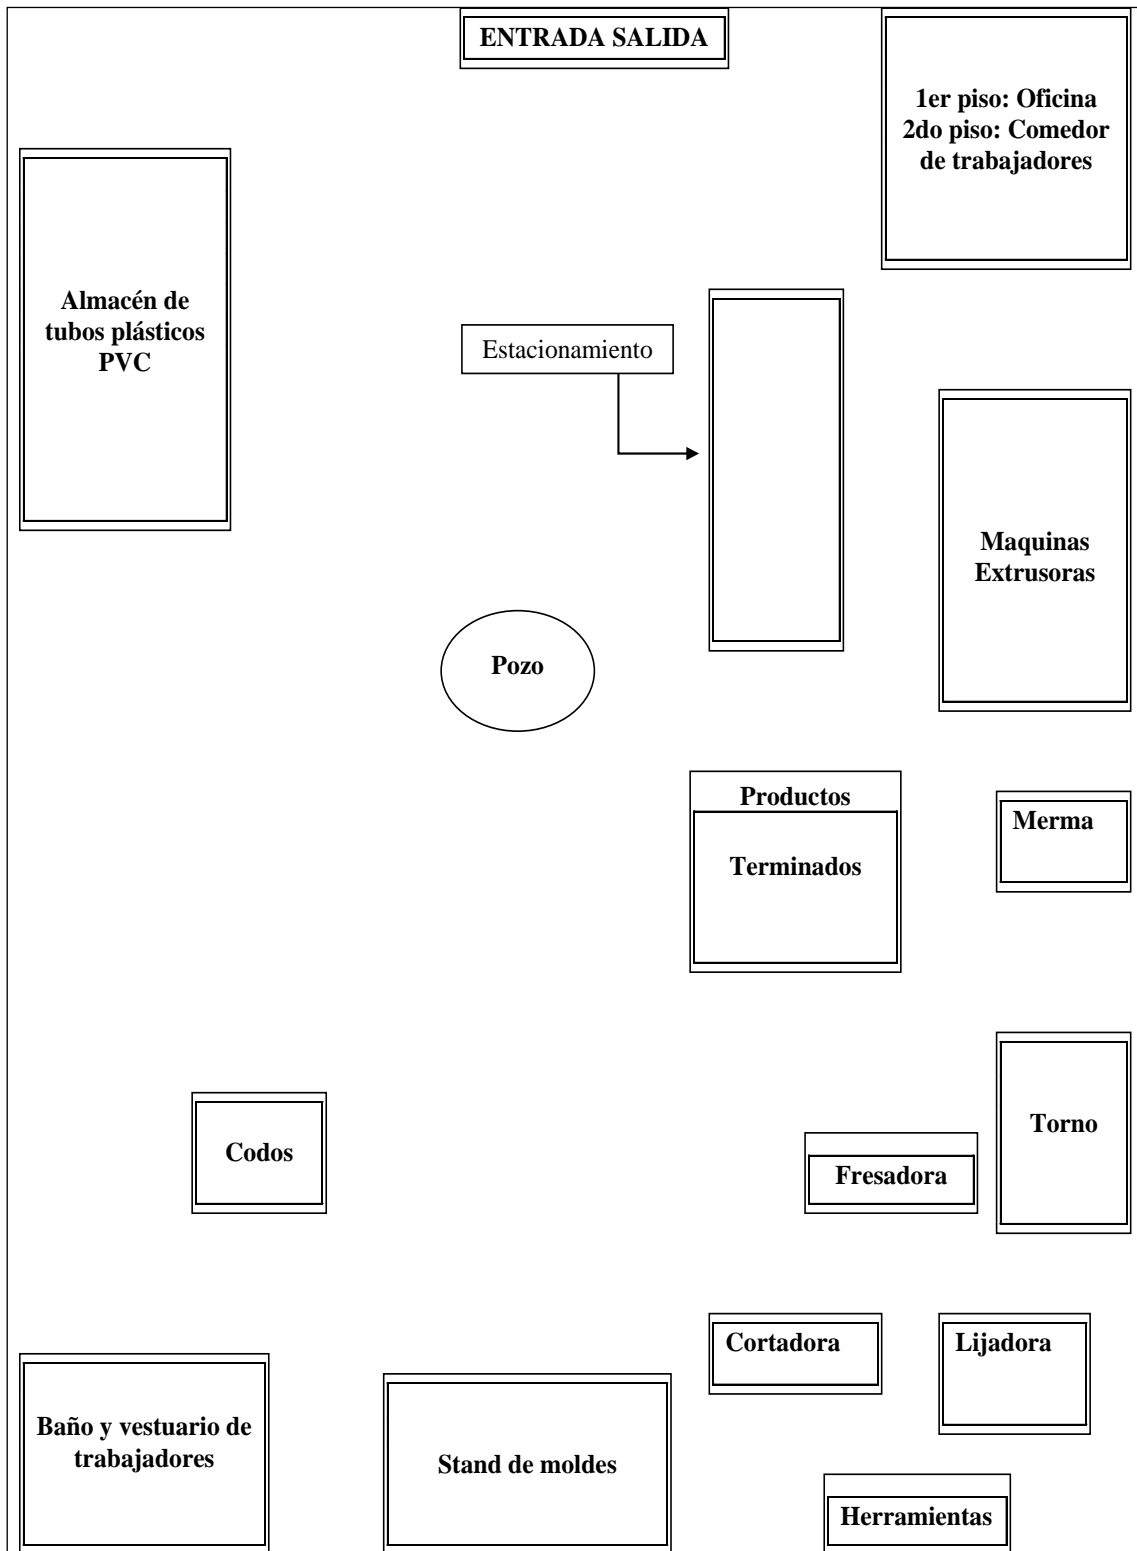 ENTRADA SALIDA
1er piso: Oficina
2do piso: Comedor
de trabajadores
Almacén de
tubos plásticos
PVC
Estacionamiento
Maquinas
Extrusoras
Pozo
Productos
Terminados
Merma
Torno
Codos
Fresadora
Cortadora
Lijadora
Baño y vestuario de
trabajadores
Stand de moldes
Herramientas